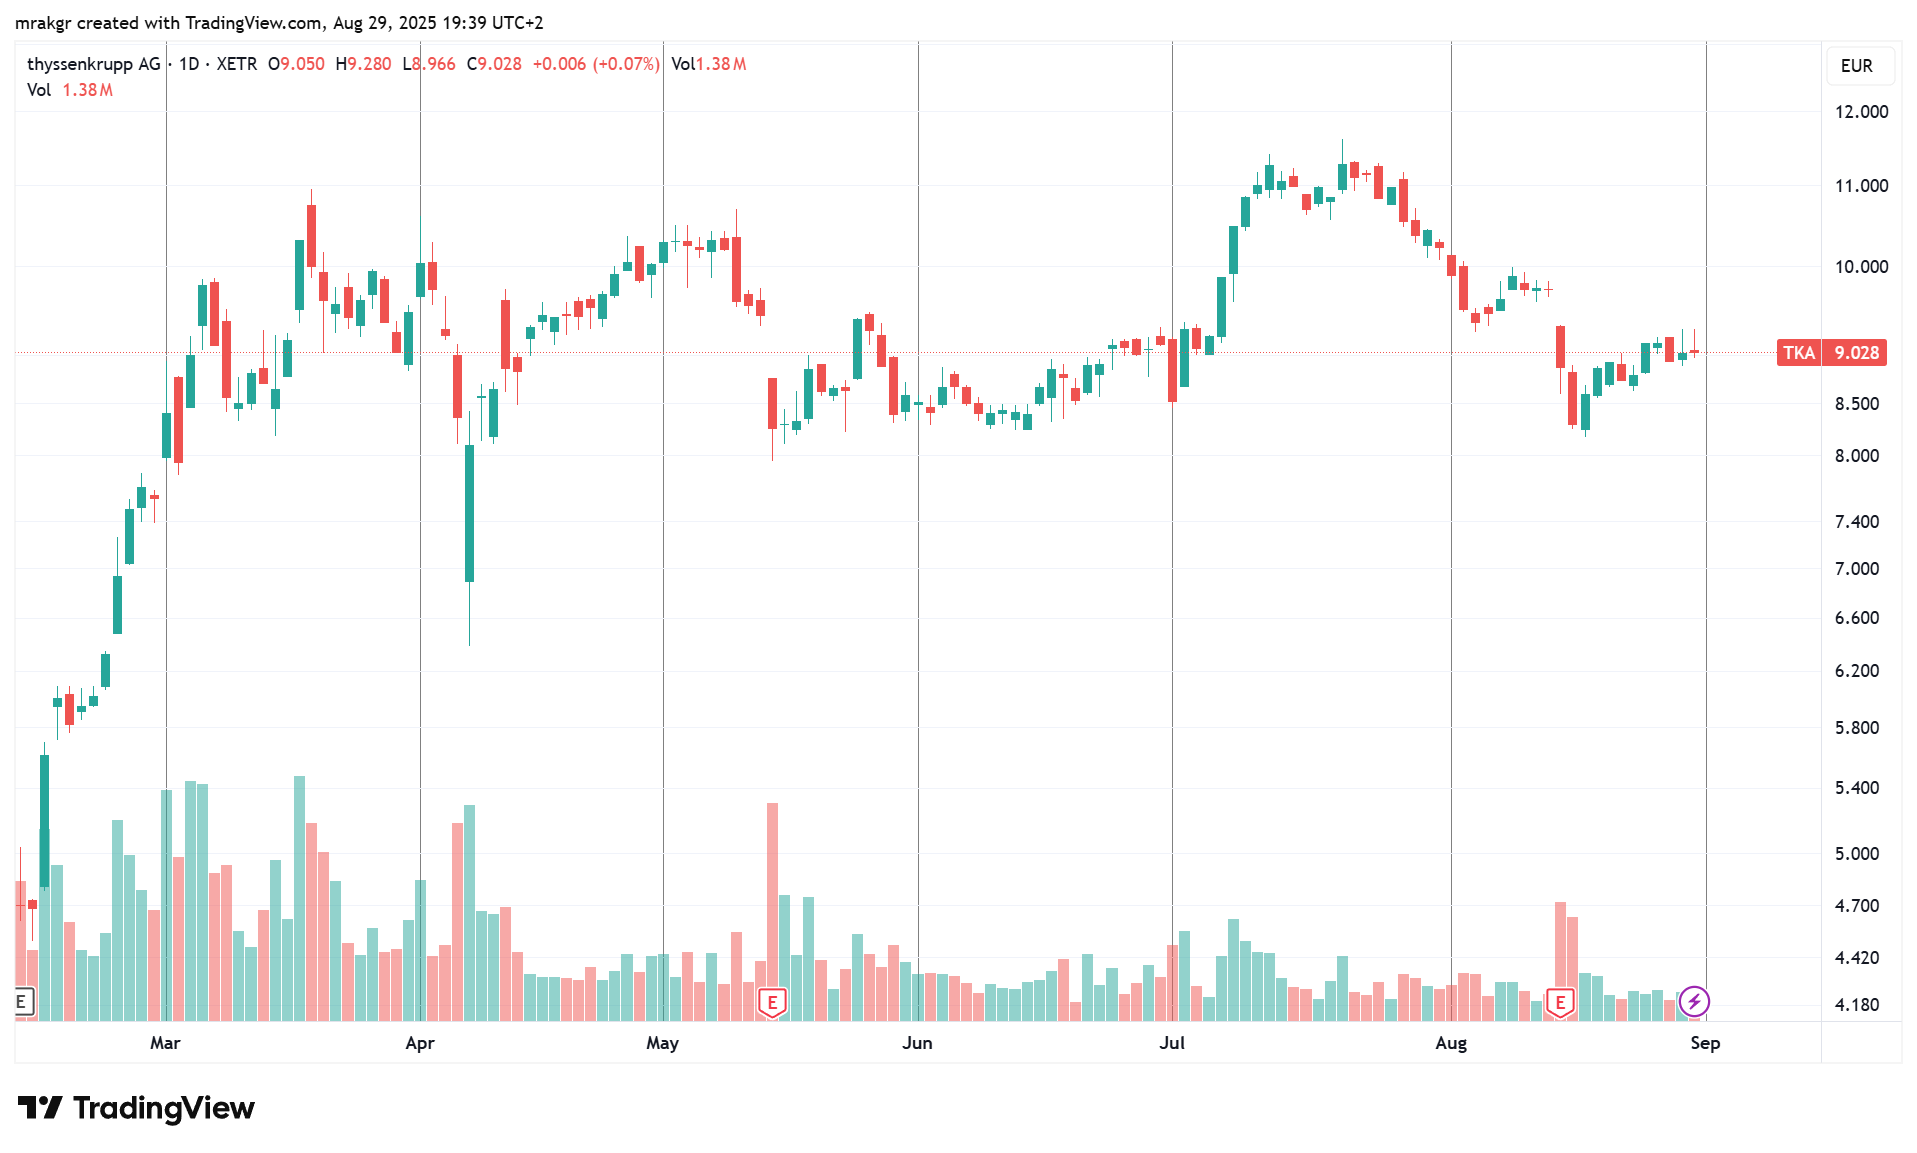 mrakgr created with TradingView.com, Aug 29, 2025 19:39 UTC+2
thyssenkrupp AG · 1D · XETR O9.050 H9.280 L8.966 C9.028 +0.006 (+0.07%) Vol1.38M
Vol 1.38M
EUR
12.000
11.000
10.000
TKA 9.028
8.500
8.000
7.400
7.000
6.600
6.200
5.800
5.400
5.000
4.700
4.420
4.180
E E E
Mar Apr May Jun Jul Aug Sep
TradingView